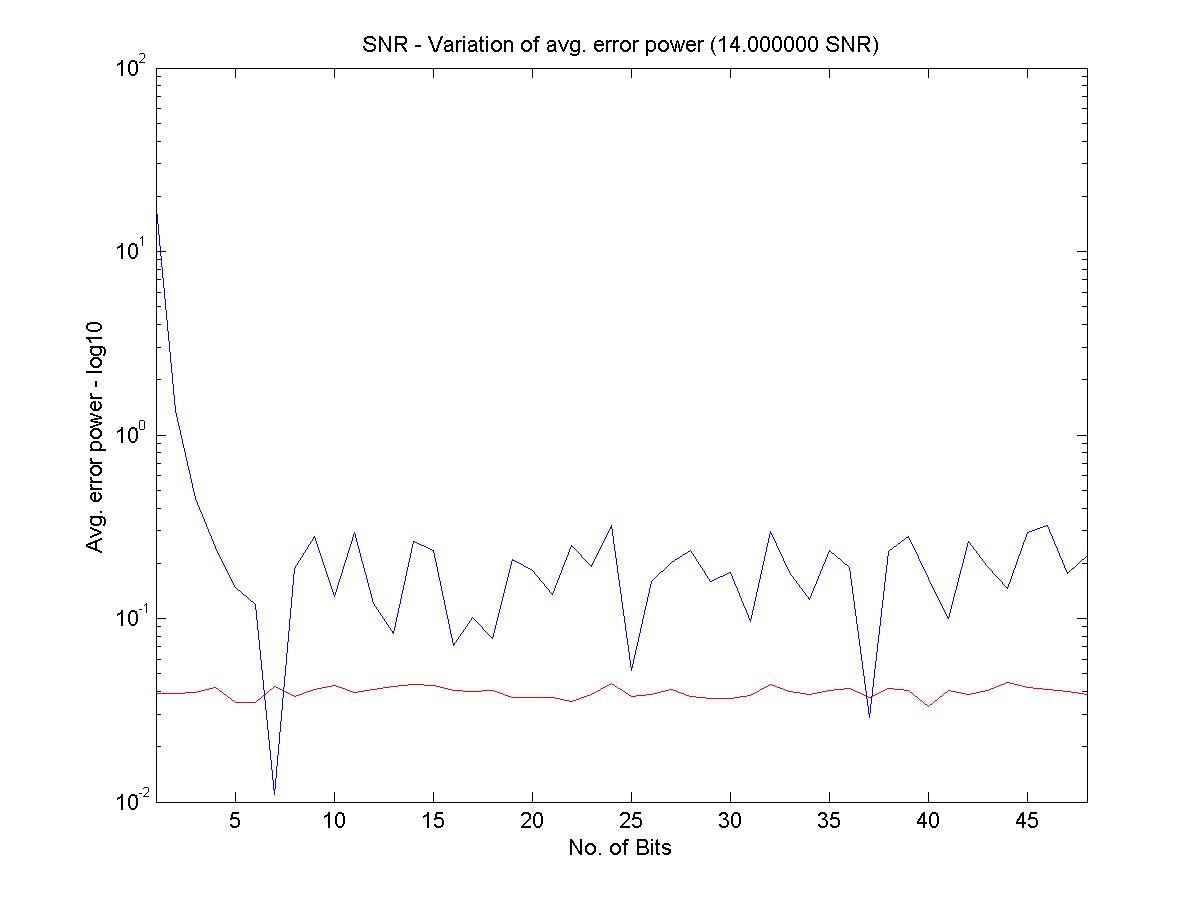 SNR - Variation of avg. error power (14.000000 SNR)
10^2
10^1
10^0
10^-1
10^-2
Avg. error power - log10
5 10 15 20 25 30 35 40 45
No. of Bits